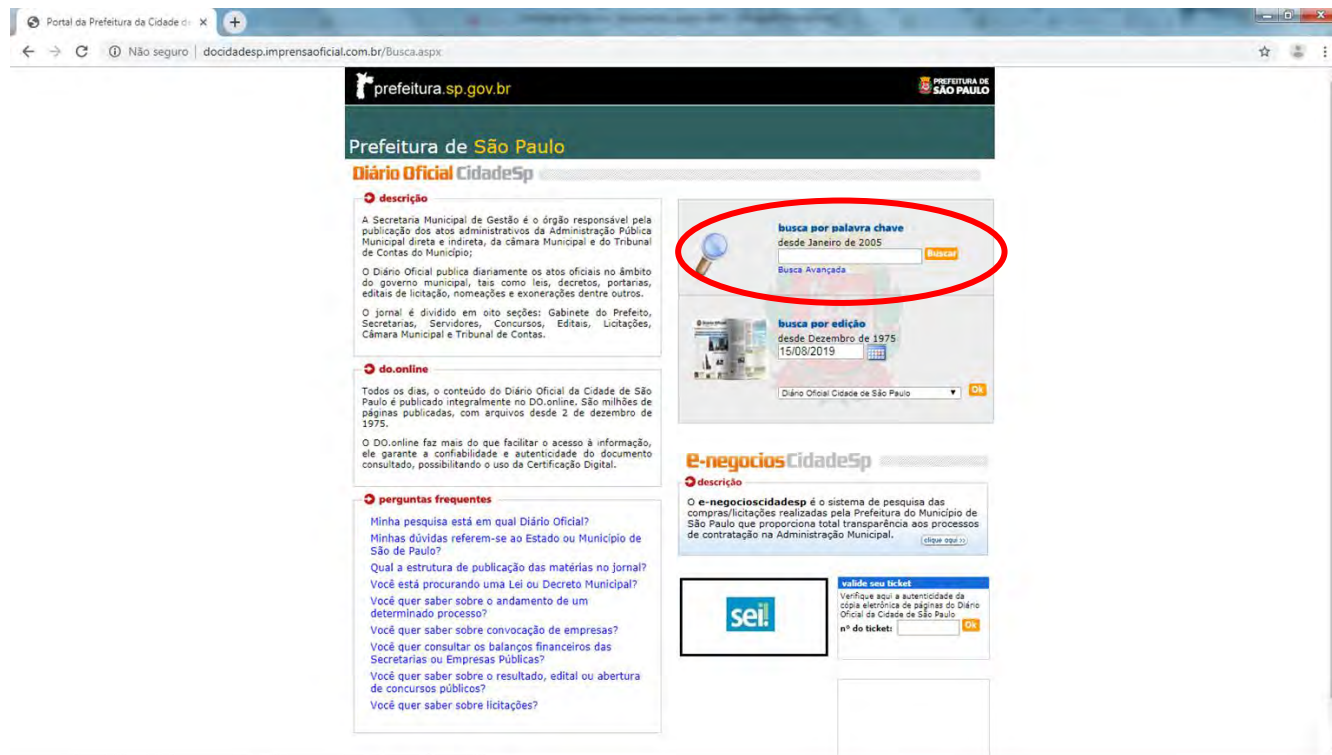 Portal da Prefeitura da Cidade d
Não seguro | docidadesp.imprensaoficial.com.br/Busca.aspx
prefeitura.sp.gov.br
PREFEITURA DE
SÃO PAULO
Prefeitura de São Paulo
Diário Oficial CidadeSp
descrição
A Secretaria Municipal de Gestão é o órgão responsável pela
publicação dos atos administrativos da Administração Pública
Municipal direta e indireta, da câmara Municipal e do Tribunal
de Contas do Município;
O Diário Oficial publica diariamente os atos oficiais no âmbito
do governo municipal, tais como leis, decretos, portarias,
editais de licitação, nomeações e exonerações dentre outros.
O jornal é dividido em oito seções: Gabinete do Prefeito,
Secretarias, Servidores, Concursos, Editais, Licitações,
Câmara Municipal e Tribunal de Contas.
do.online
Todos os dias, o conteúdo do Diário Oficial da Cidade de São
Paulo é publicado integralmente no DO.online. São milhões de
páginas publicadas, com arquivos desde 2 de dezembro de
1975.
O DO.online faz mais do que facilitar o acesso à informação,
ele garante a confiabilidade e autenticidade do documento
consultado, possibilitando o uso da Certificação Digital.
perguntas frequentes
Minha pesquisa está em qual Diário Oficial?
Minhas dúvidas referem-se ao Estado ou Município de
São de Paulo?
Qual a estrutura de publicação das matérias no jornal?
Você está procurando uma Lei ou Decreto Municipal?
Você quer saber sobre o andamento de um
determinado processo?
Você quer saber sobre convocação de empresas?
Você quer consultar os balanços financeiros das
Secretarias ou Empresas Públicas?
Você quer saber sobre o resultado, edital ou abertura
de concursos públicos?
Você quer saber sobre licitações?
busca por palavra chave
desde Janeiro de 2005
Buscar
Busca Avançada
busca por edição
desde Dezembro de 1975
15/08/2019
Diário Oficial Cidade de São Paulo
Ok
e-negociosCidadeSp
descrição
O e-negocioscidadesp é o sistema de pesquisa das
compras/licitações realizadas pela Prefeitura do Município de
São Paulo que proporciona total transparência aos processos
de contratação na Administração Municipal.
clique aqui >>
sei!
valide seu ticket
Verifique aqui a autenticidade da
cópia eletrônica de páginas do Diário
Oficial da Cidade de São Paulo
nº do ticket:
Ok